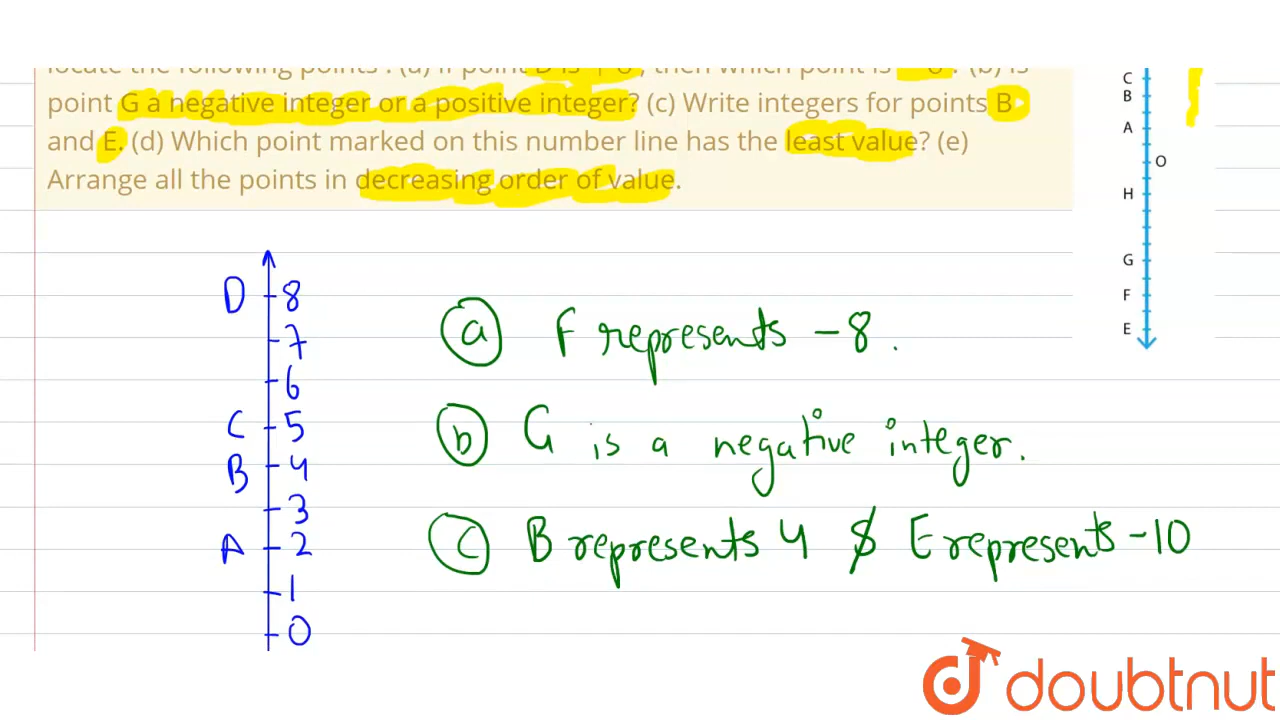 locate the following points : (a) If point D is + 8 , then which point is – 8 ? (b) Is
point G a negative integer or a positive integer? (c) Write integers for points B
and E. (d) Which point marked on this number line has the least value? (e)
Arrange all the points in decreasing order of value.
C
B
A
O
H
G
F
E
D 8
7
6
C 5
B 4
3
A 2
1
0
(a) F represents -8.
(b) G is a negative integer.
(c) B represents 4 $ E represents -10
doubtnut